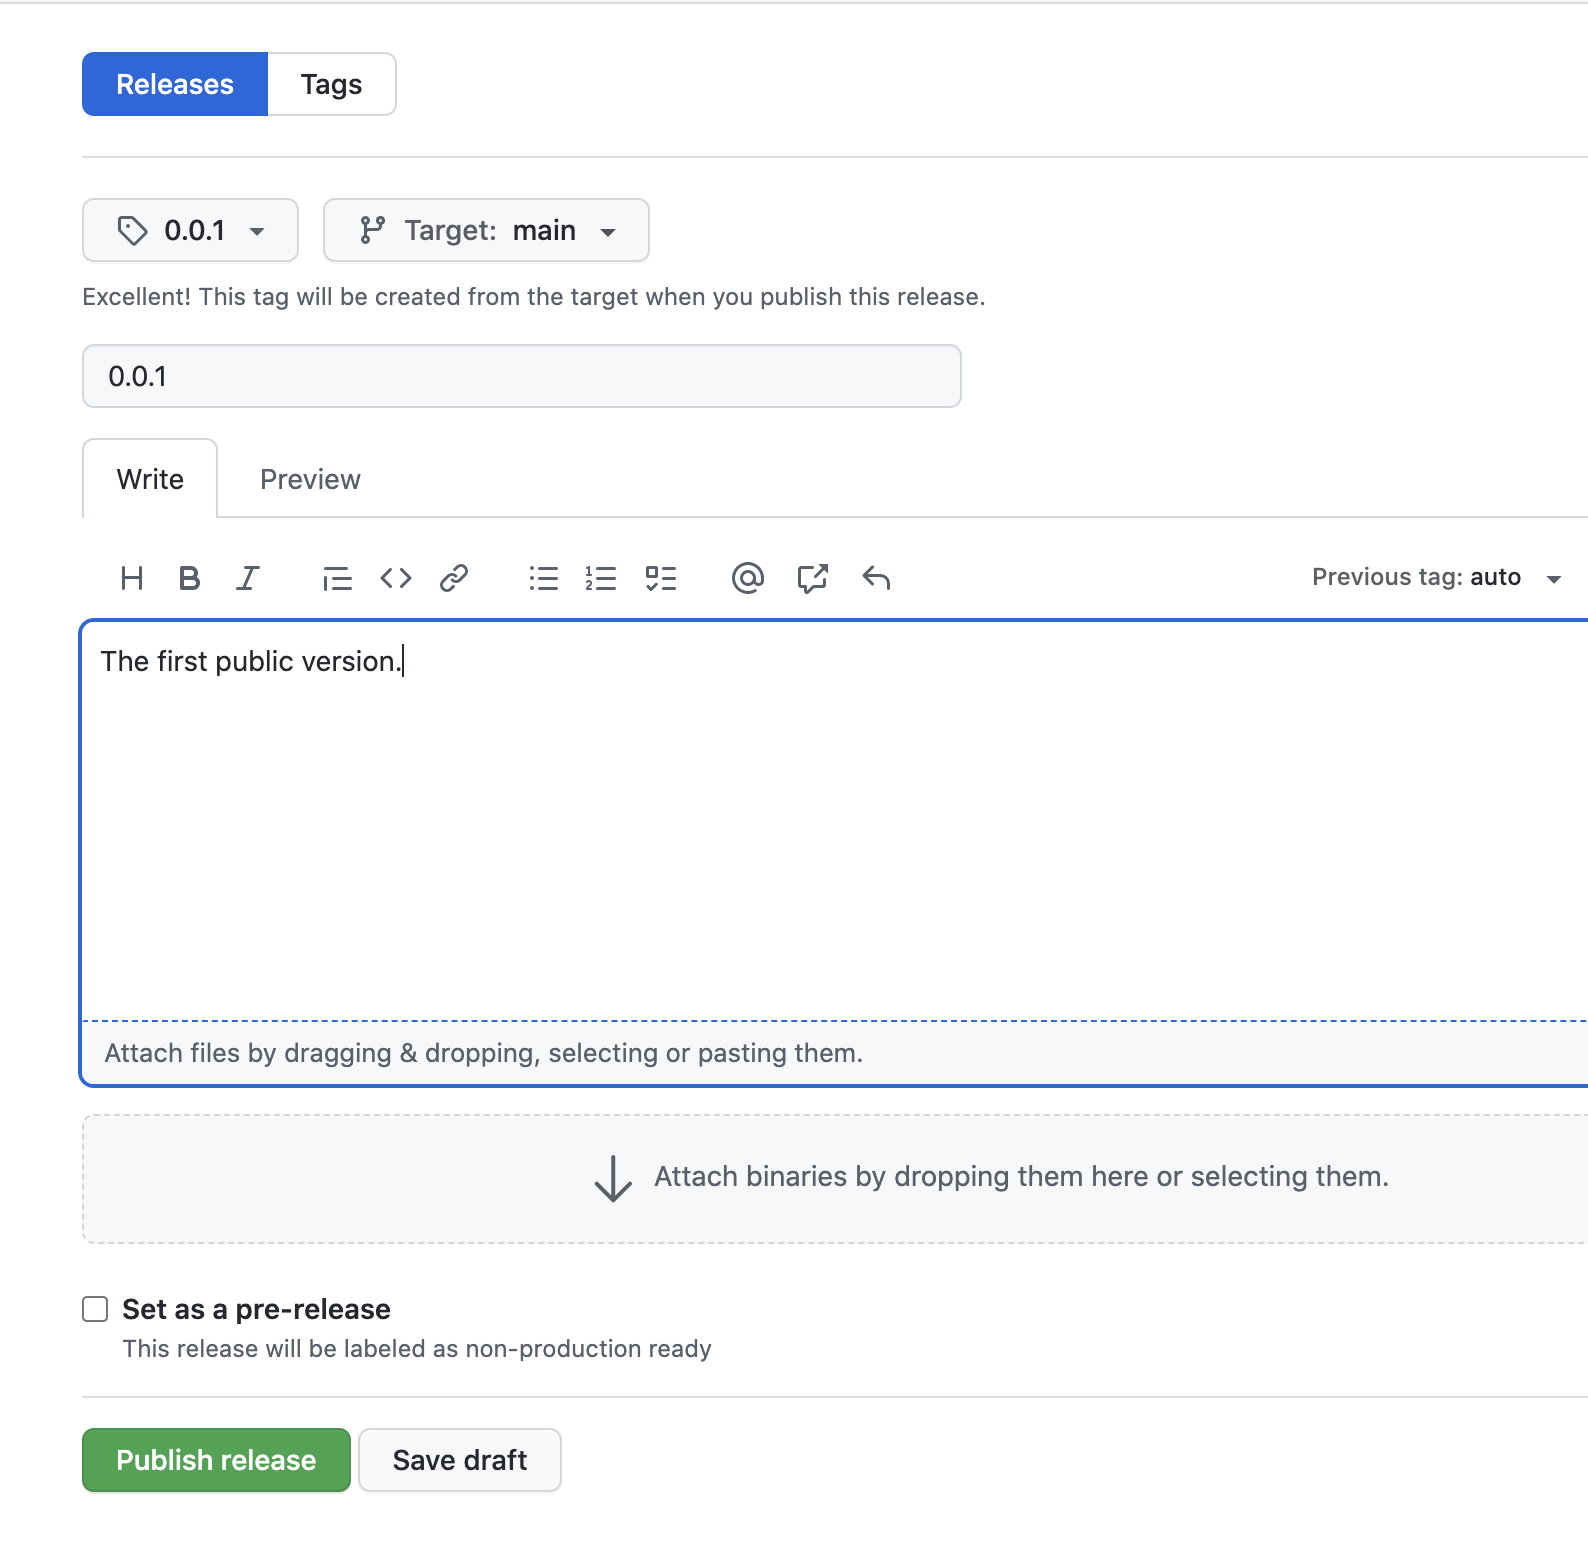 Releases Tags
0.0.1 Target: main
Excellent! This tag will be created from the target when you publish this release.
0.0.1
Write Preview
Previous tag: auto
The first public version.
Attach files by dragging & dropping, selecting or pasting them.
Attach binaries by dropping them here or selecting them.
Set as a pre-release
This release will be labeled as non-production ready
Publish release Save draft